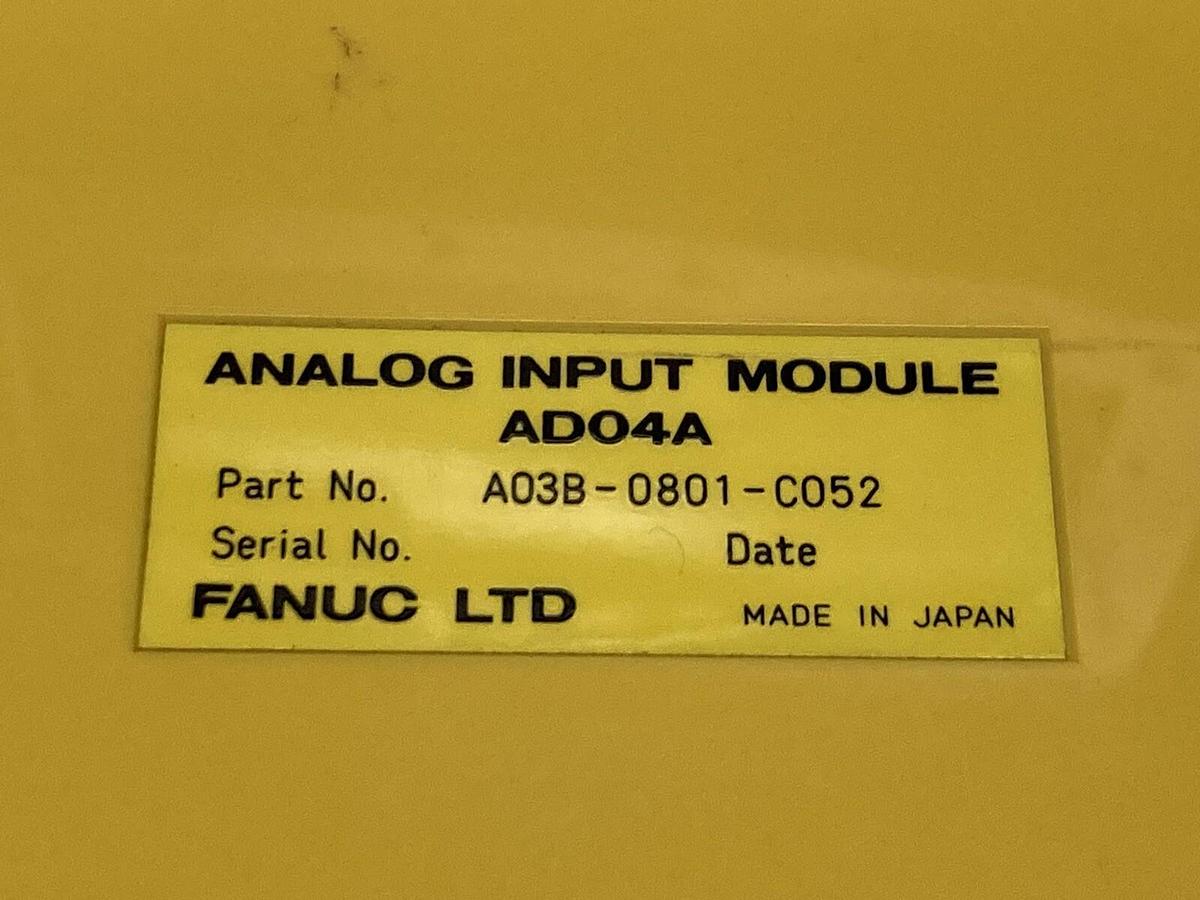 ANALOG INPUT MODULE
AD04A
Part No. A03B-0801-C052
Serial No. Date
FANUC LTD MADE IN JAPAN